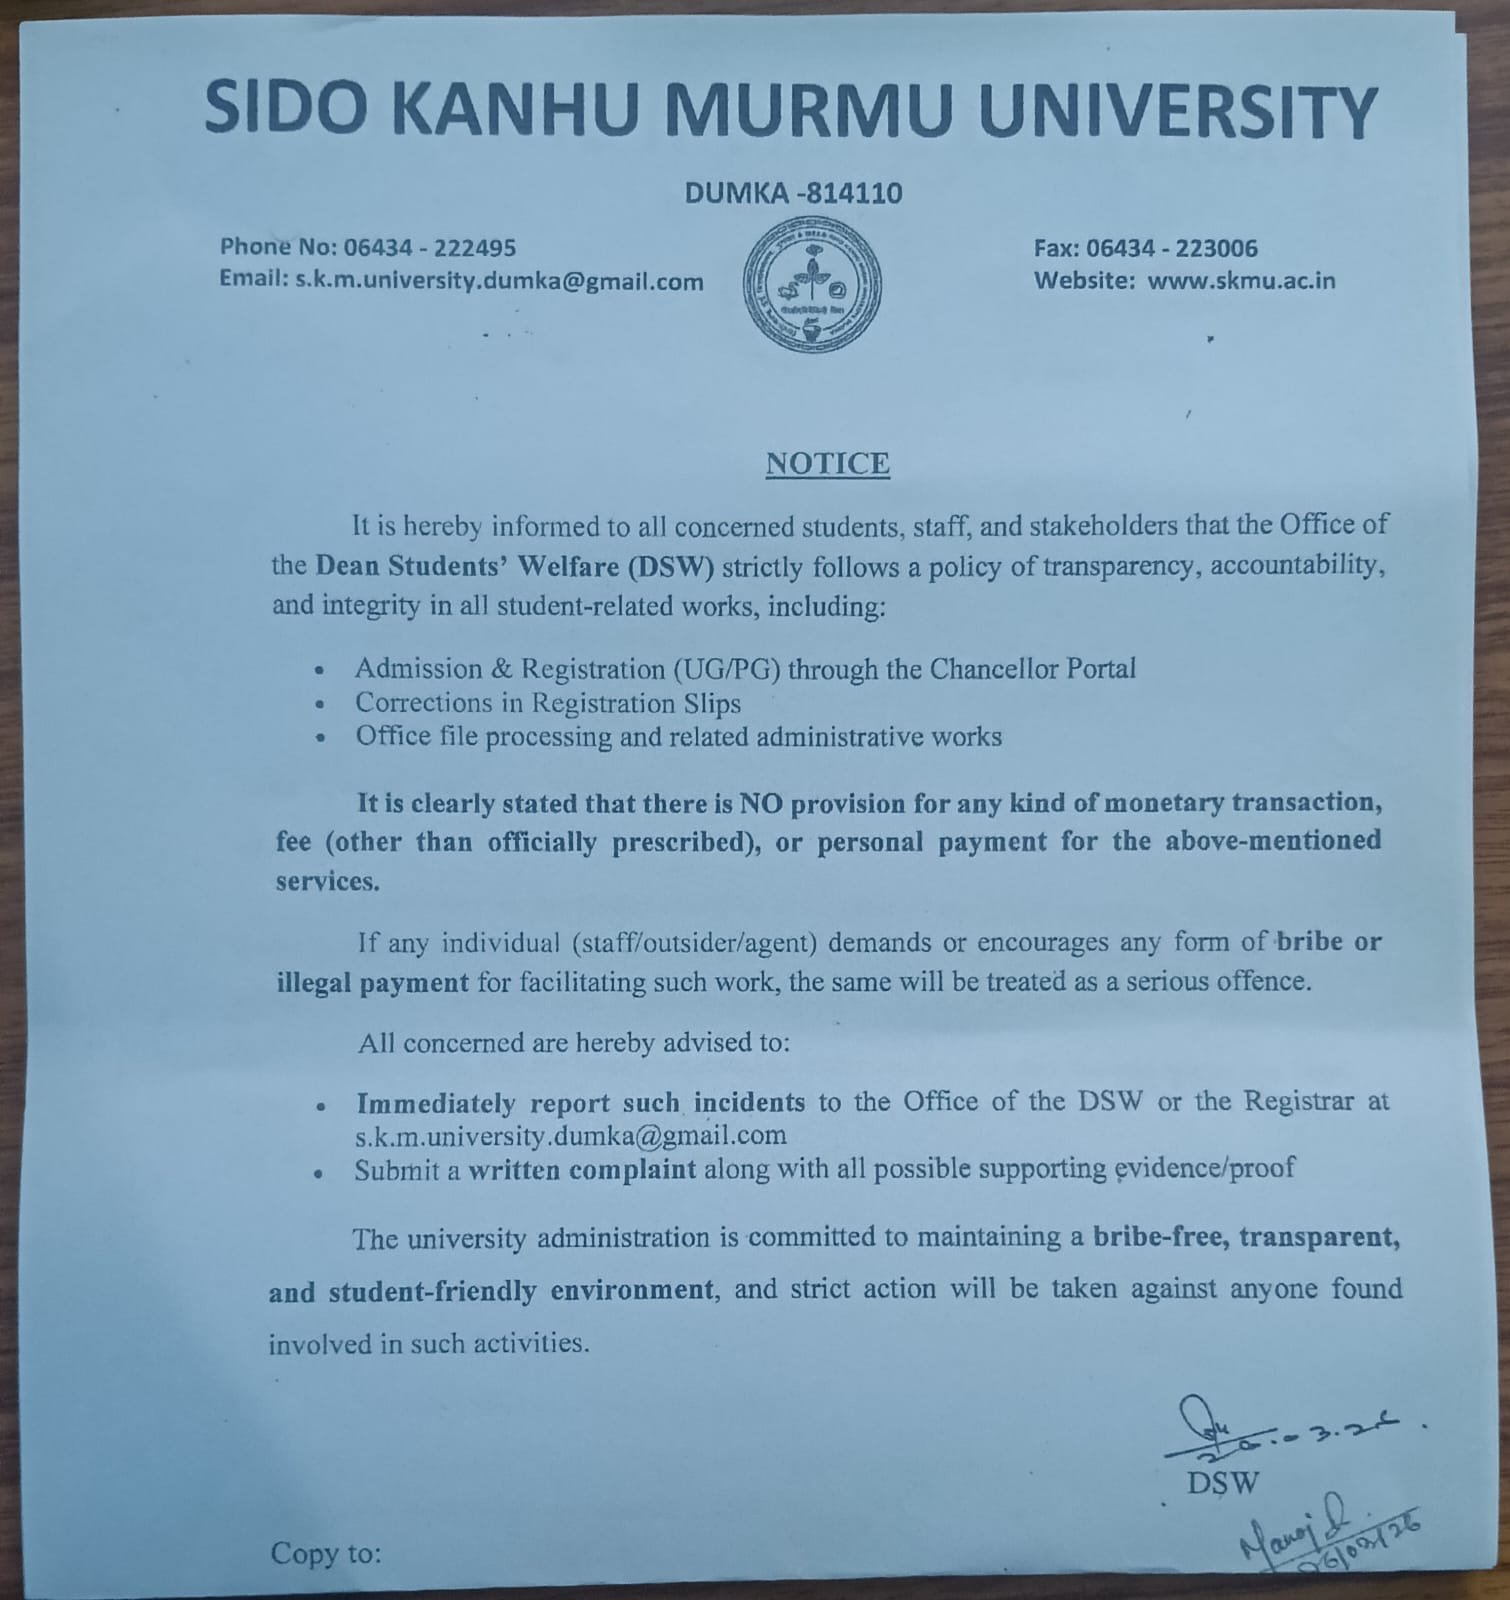 SIDO KANHU MURMU UNIVERSITY
DUMKA -814110
Phone No: 06434 - 222495
Email: s.k.m.university.dumka@gmail.com
Fax: 06434 - 223006
Website: www.skmu.ac.in
NOTICE
It is hereby informed to all concerned students, staff, and stakeholders that the Office of
the Dean Students’ Welfare (DSW) strictly follows a policy of transparency, accountability,
and integrity in all student-related works, including:
• Admission & Registration (UG/PG) through the Chancellor Portal
• Corrections in Registration Slips
• Office file processing and related administrative works
It is clearly stated that there is NO provision for any kind of monetary transaction,
fee (other than officially prescribed), or personal payment for the above-mentioned
services.
If any individual (staff/outsider/agent) demands or encourages any form of bribe or
illegal payment for facilitating such work, the same will be treated as a serious offence.
All concerned are hereby advised to:
• Immediately report such incidents to the Office of the DSW or the Registrar at
s.k.m.university.dumka@gmail.com
• Submit a written complaint along with all possible supporting evidence/proof
The university administration is committed to maintaining a bribe-free, transparent,
and student-friendly environment, and strict action will be taken against anyone found
involved in such activities.
DSW
Manoj
26/03/26
Copy to: